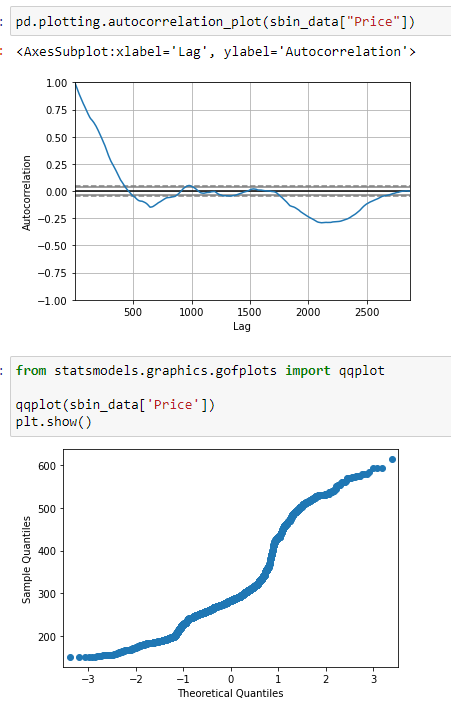 : pd.plotting.autocorrelation_plot(sbin_data["Price"])
: <AxesSubplot:xlabel='Lag', ylabel='Autocorrelation'>
1.00
0.75
0.50
0.25
0.00
−0.25
−0.50
−0.75
−1.00
Autocorrelation
500 1000 1500 2000 2500
Lag
: from statsmodels.graphics.gofplots import qqplot
qqplot(sbin_data['Price'])
plt.show()
600
500
400
300
200
Sample Quantiles
−3 −2 −1 0 1 2 3
Theoretical Quantiles